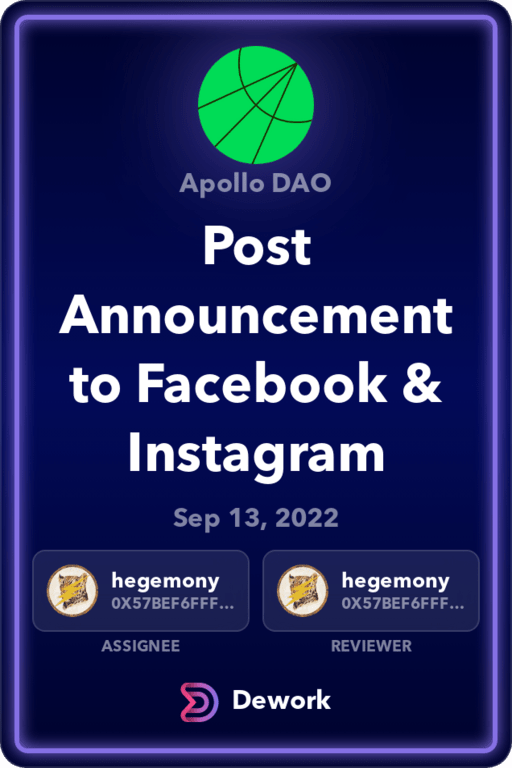 Apollo DAO
Post
Announcement
to Facebook &
Instagram
Sep 13, 2022
hegemony
0X57BEF6FFF...
ASSIGNEE
hegemony
0X57BEF6FFF...
REVIEWER
Dework